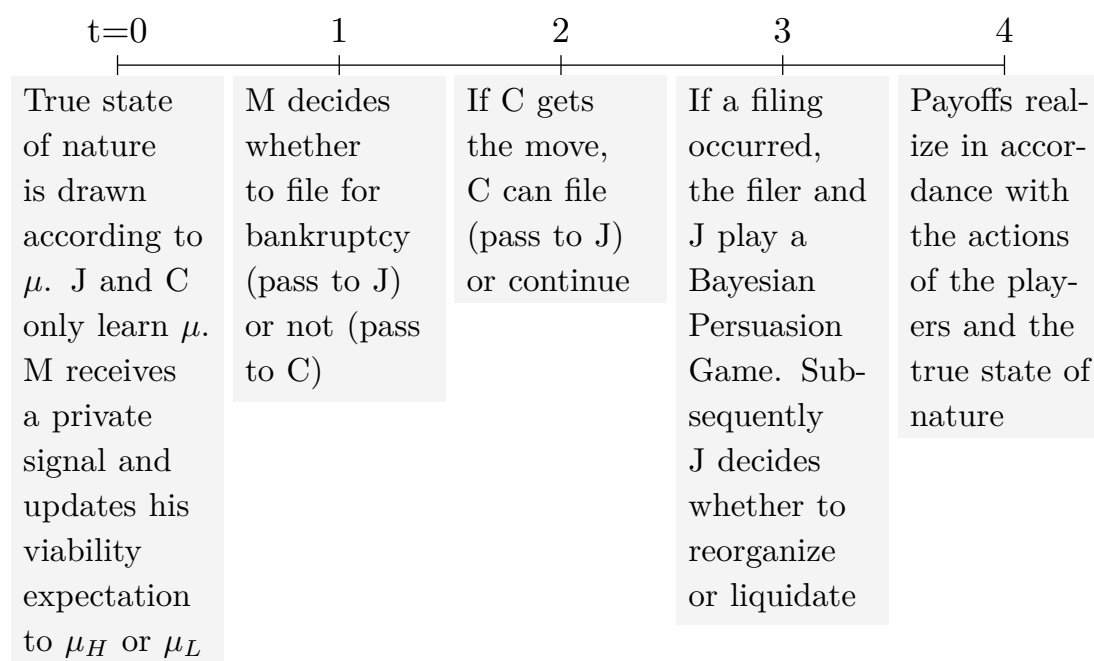 t=0 1 2 3 4
True state
of nature
is drawn
according to
μ. J and C
only learn μ.
M receives
a private
signal and
updates his
viability
expectation
to μ_H or μ_L
M decides
whether
to file for
bankruptcy
(pass to J)
or not (pass
to C)
If C gets
the move,
C can file
(pass to J)
or continue
If a filing
occurred,
the filer and
J play a
Bayesian
Persuasion
Game. Sub-
sequently
J decides
whether to
reorganize
or liquidate
Payoffs real-
ize in accor-
dance with
the actions
of the play-
ers and the
true state of
nature